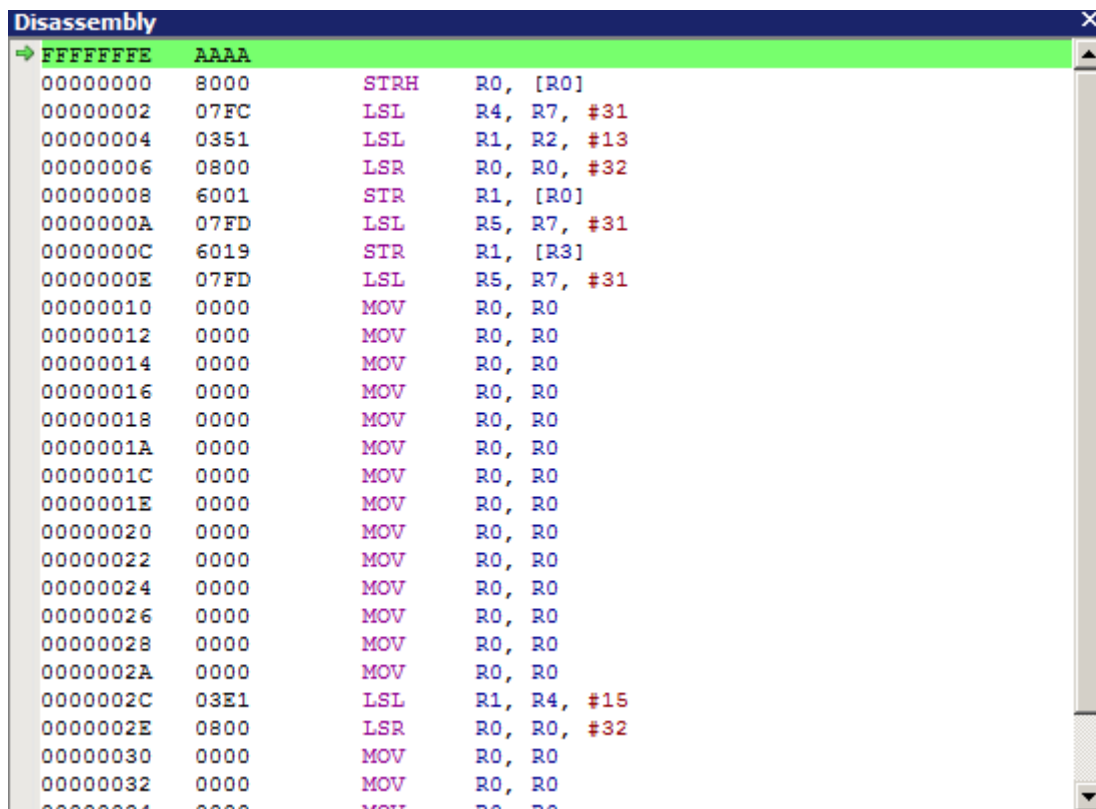 Disassembly
FFFFFFFE AAAA
00000000 8000 STRH R0, [R0]
00000002 07FC LSL R4, R7, #31
00000004 0351 LSL R1, R2, #13
00000006 0800 LSR R0, R0, #32
00000008 6001 STR R1, [R0]
0000000A 07FD LSL R5, R7, #31
0000000C 6019 STR R1, [R3]
0000000E 07FD LSL R5, R7, #31
00000010 0000 MOV R0, R0
00000012 0000 MOV R0, R0
00000014 0000 MOV R0, R0
00000016 0000 MOV R0, R0
00000018 0000 MOV R0, R0
0000001A 0000 MOV R0, R0
0000001C 0000 MOV R0, R0
0000001E 0000 MOV R0, R0
00000020 0000 MOV R0, R0
00000022 0000 MOV R0, R0
00000024 0000 MOV R0, R0
00000026 0000 MOV R0, R0
00000028 0000 MOV R0, R0
0000002A 0000 MOV R0, R0
0000002C 03E1 LSL R1, R4, #15
0000002E 0800 LSR R0, R0, #32
00000030 0000 MOV R0, R0
00000032 0000 MOV R0, R0